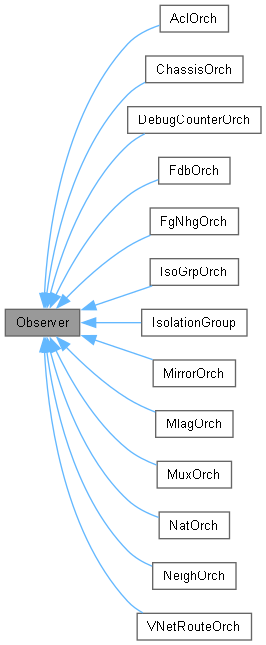 AclOrch
ChassisOrch
DebugCounterOrch
FdbOrch
FgNhgOrch
IsoGrpOrch
Observer
IsolationGroup
MirrorOrch
MlagOrch
MuxOrch
NatOrch
NeighOrch
VNetRouteOrch